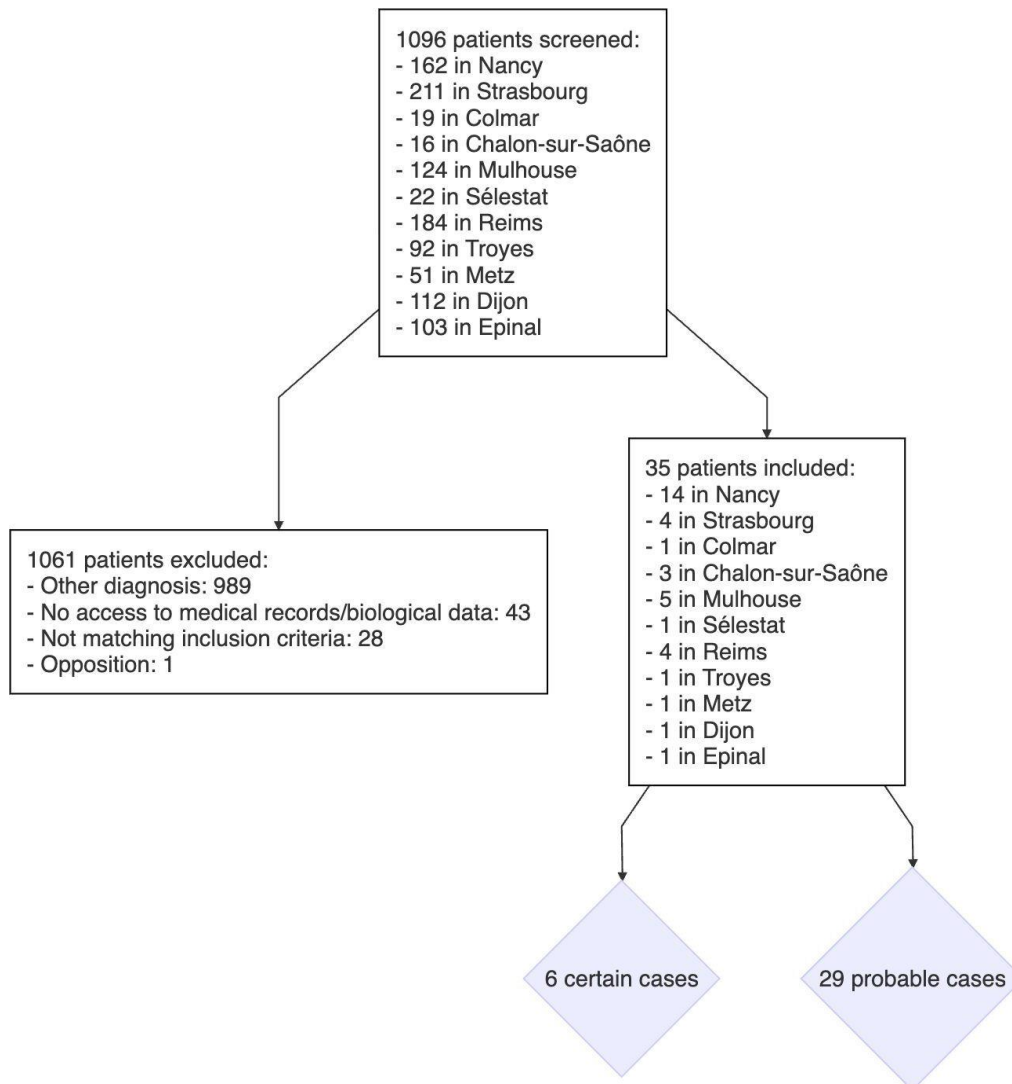 1096 patients screened:
- 162 in Nancy
- 211 in Strasbourg
- 19 in Colmar
- 16 in Chalon-sur-Saône
- 124 in Mulhouse
- 22 in Sélestat
- 184 in Reims
- 92 in Troyes
- 51 in Metz
- 112 in Dijon
- 103 in Epinal
1061 patients excluded:
- Other diagnosis: 989
- No access to medical records/biological data: 43
- Not matching inclusion criteria: 28
- Opposition: 1
35 patients included:
- 14 in Nancy
- 4 in Strasbourg
- 1 in Colmar
- 3 in Chalon-sur-Saône
- 5 in Mulhouse
- 1 in Sélestat
- 4 in Reims
- 1 in Troyes
- 1 in Metz
- 1 in Dijon
- 1 in Epinal
6 certain cases
29 probable cases